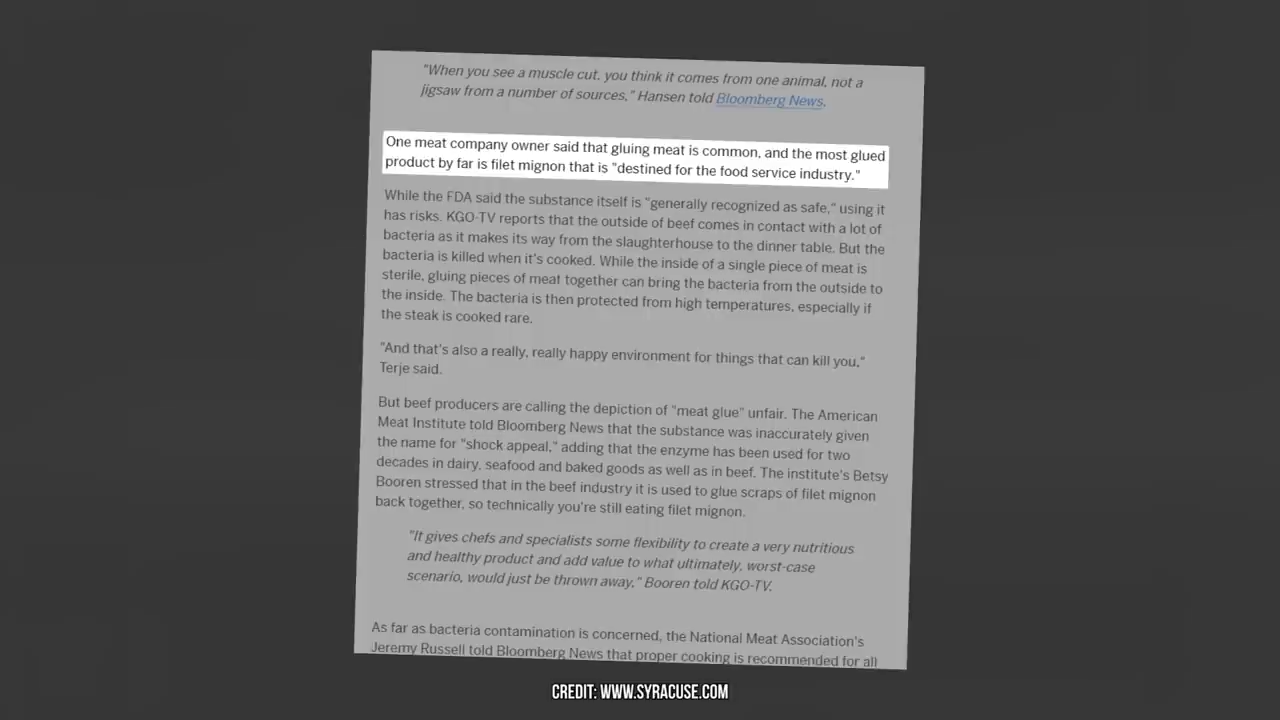 "When you see a muscle cut, you think it comes from one animal, not a
jigsaw from a number of sources," Hansen told Bloomberg News.
One meat company owner said that gluing meat is common, and the most glued
product by far is filet mignon that is "destined for the food service industry."
While the FDA said the substance itself is "generally recognized as safe," using it
has risks. KGO-TV reports that the outside of beef comes in contact with a lot of
bacteria as it makes its way from the slaughterhouse to the dinner table. But the
bacteria is killed when it's cooked. While the inside of a single piece of meat is
sterile, gluing pieces of meat together can bring the bacteria from the outside to
the inside. The bacteria is then protected from high temperatures, especially if
the steak is cooked rare.
"And that's also a really, really happy environment for things that can kill you,"
Terje said.
But beef producers are calling the depiction of "meat glue" unfair. The American
Meat Institute told Bloomberg News that the substance was inaccurately given
the name for "shock appeal," adding that the enzyme has been used for two
decades in dairy, seafood and baked goods as well as in beef. The institute's Betsy
Booren stressed that in the beef industry it is used to glue scraps of filet mignon
back together, so technically you're still eating filet mignon.
"It gives chefs and specialists some flexibility to create a very nutritious
and healthy product and add value to what ultimately, worst-case
scenario, would just be thrown away," Booren told KGO-TV.
As far as bacteria contamination is concerned, the National Meat Association's
Jeremy Russell told Bloomberg News that proper cooking is recommended for all
CREDIT: WWW.SYRACUSE.COM